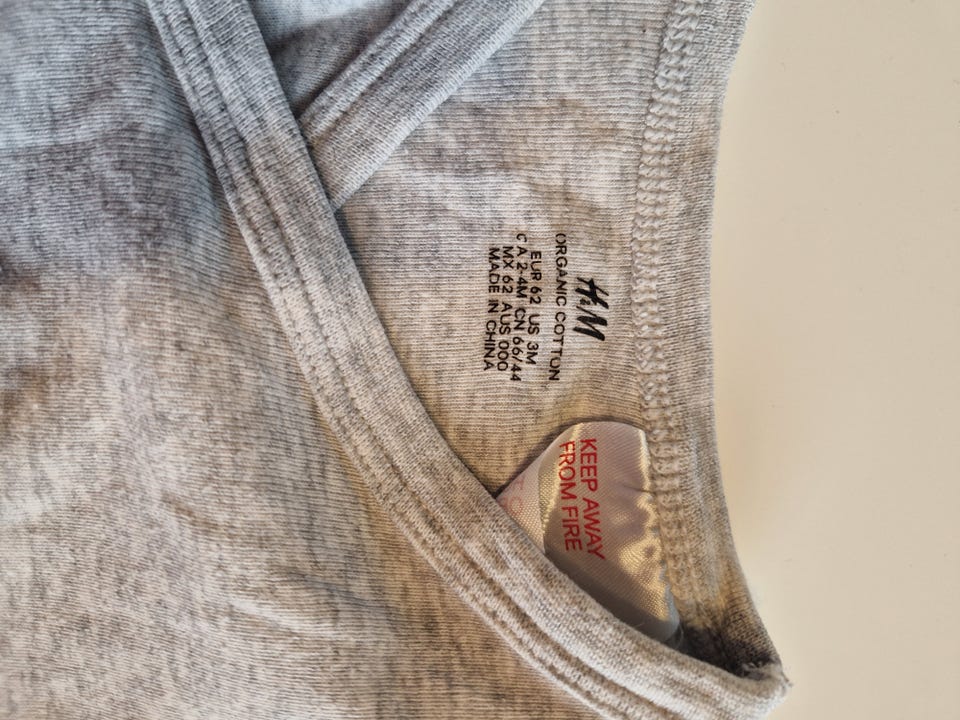 H&M
ORGANIC COTTON
EUR 62 US 3M
CA 2-4M CN 66/44
MX 62 AUS 000
MADE IN CHINA
KEEP AWAY
FROM FIRE